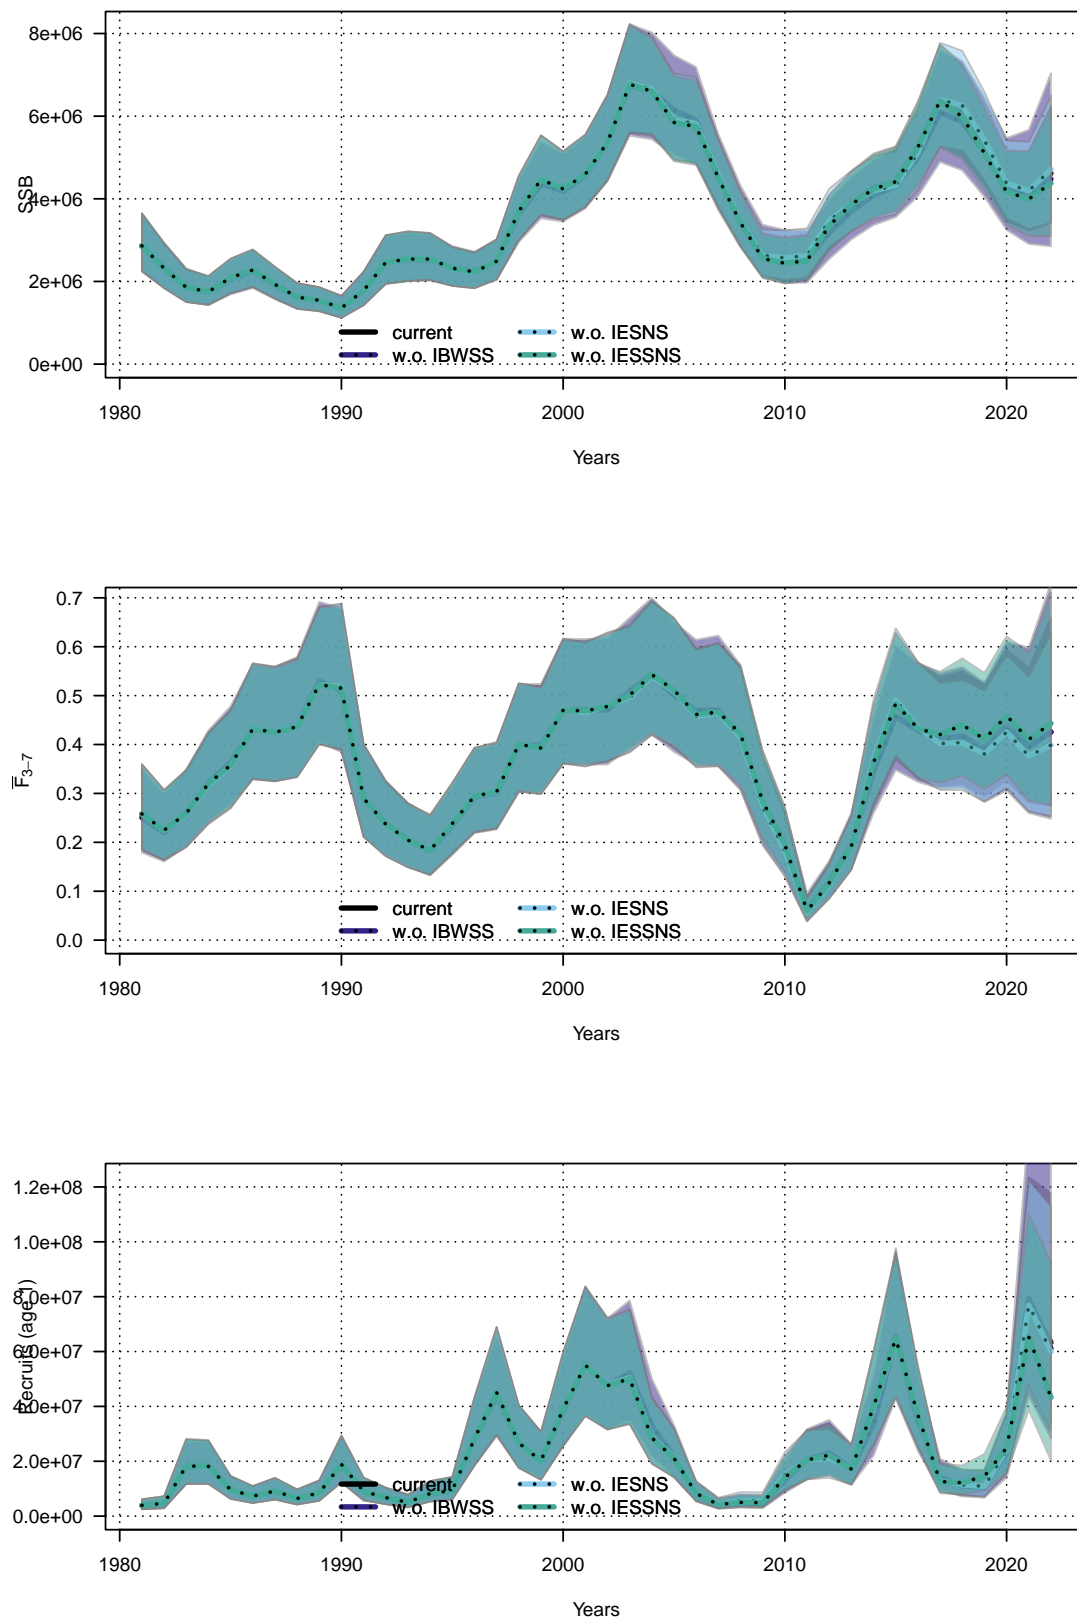 8e+06
6e+06
4e+06
2e+06
0e+00
SSB
current
w.o. IBWSS
w.o. IESNS
w.o. IESSNS
1980 1990 2000 2010 2020
Years
0.7
0.6
0.5
0.4
0.3
0.2
0.1
0.0
F̅3−7
current
w.o. IBWSS
w.o. IESNS
w.o. IESSNS
1980 1990 2000 2010 2020
Years
1.2e+08
1.0e+08
8.0e+07
6.0e+07
4.0e+07
2.0e+07
0.0e+00
Recruits (age 1)
current
w.o. IBWSS
w.o. IESNS
w.o. IESSNS
1980 1990 2000 2010 2020
Years